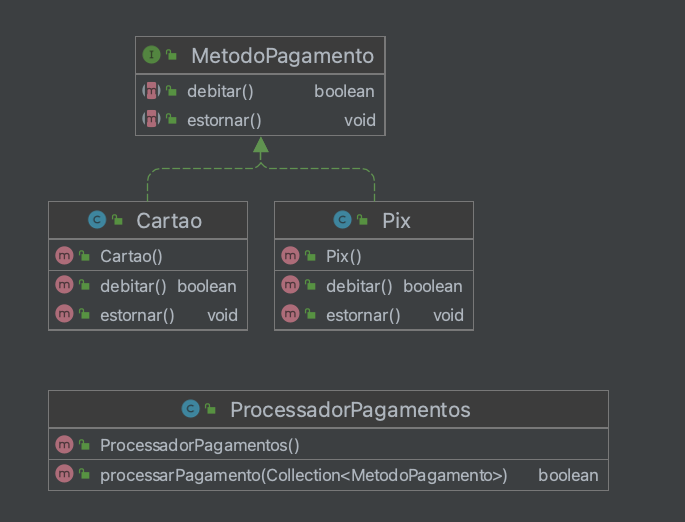 I MetodoPagamento
m debitar() boolean
m estornar() void
C Cartao
m Cartao()
m debitar() boolean
m estornar() void
C Pix
m Pix()
m debitar() boolean
m estornar() void
C ProcessadorPagamentos
m ProcessadorPagamentos()
m processarPagamento(Collection<MetodoPagamento>) boolean